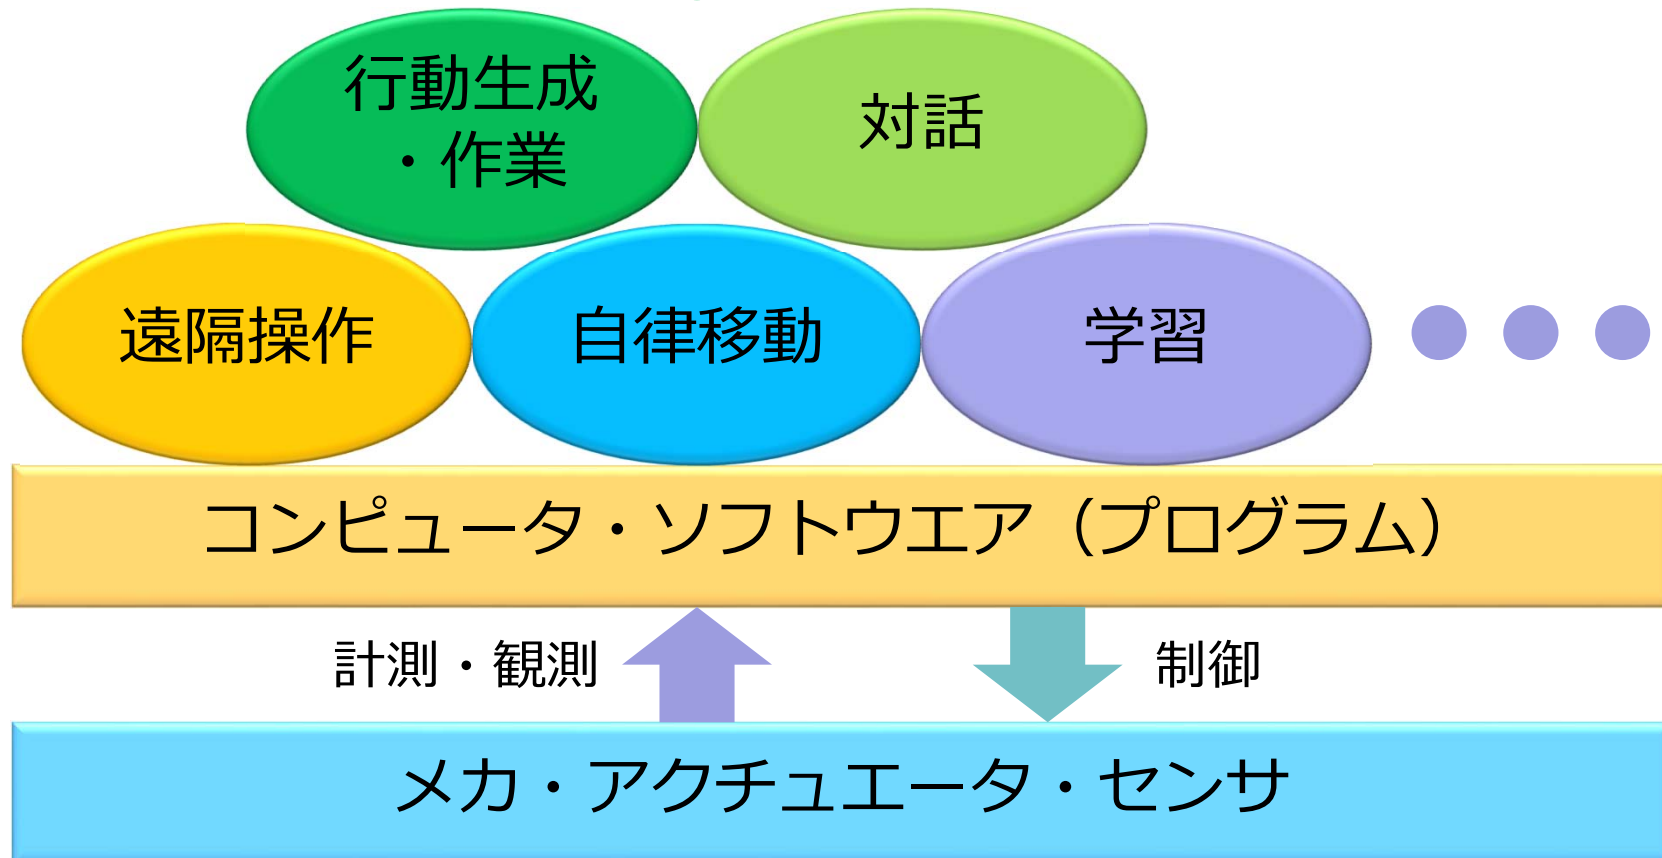 行動生成
・作業
対話
遠隔操作
自律移動
学習
コンピュータ・ソフトウエア（プログラム）
計測・観測
制御
メカ・アクチュエータ・センサ